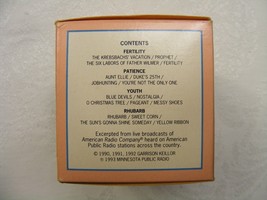 CONTENTS
FERTILITY
THE KREBSBACHS' VACATION / PROPHET /
THE SIX LABORS OF FATHER WILMER / FERTILITY
PATIENCE
AUNT ELLIE / DUKE'S 25TH /
JOBHUNTING / YOU'RE NOT THE ONLY ONE
YOUTH
BLUE DEVILS / NOSTALGIA /
O CHRISTMAS TREE / PAGEANT / MESSY SHOES
RHUBARB
RHUBARB / SWEET CORN /
THE SUN'S GONNA SHINE SOMEDAY / YELLOW RIBBON
Excerpted from live broadcasts of
American Radio Company® heard on American
Public Radio stations across the country.
© 1990, 1991, 1992 GARRISON KEILLOR
℗ 1993 MINNESOTA PUBLIC RADIO